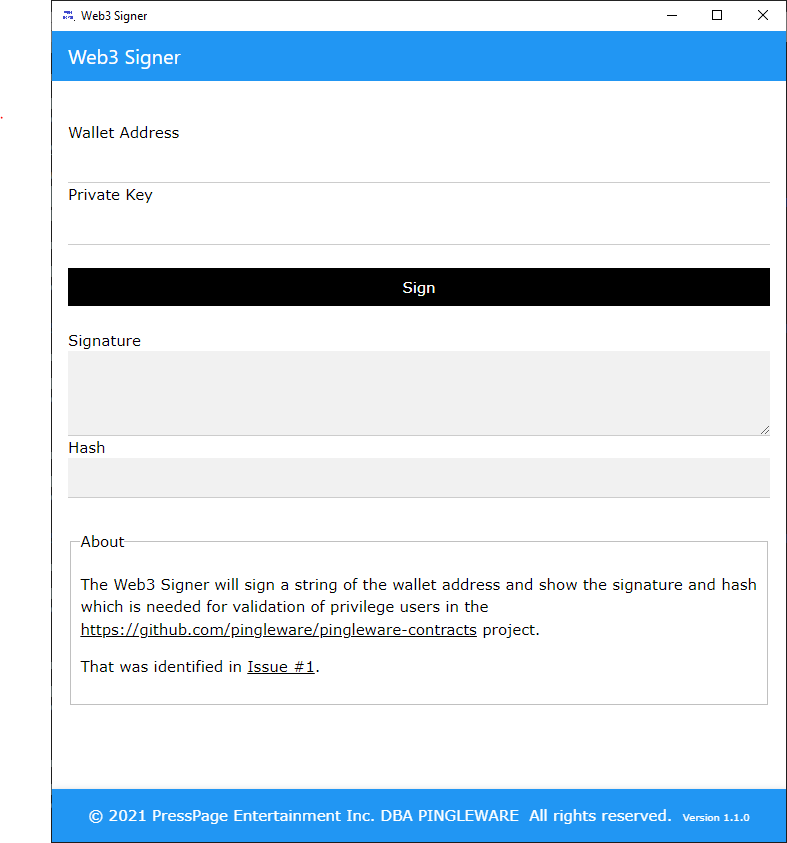 Web3 Signer
Web3 Signer
Wallet Address
Private Key
Sign
Signature
Hash
About
The Web3 Signer will sign a string of the wallet address and show the signature and hash
which is needed for validation of privilege users in the
https://github.com/pingleware/pingleware-contracts project.
That was identified in Issue #1.
© 2021 PressPage Entertainment Inc. DBA PINGLEWARE All rights reserved. Version 1.1.0